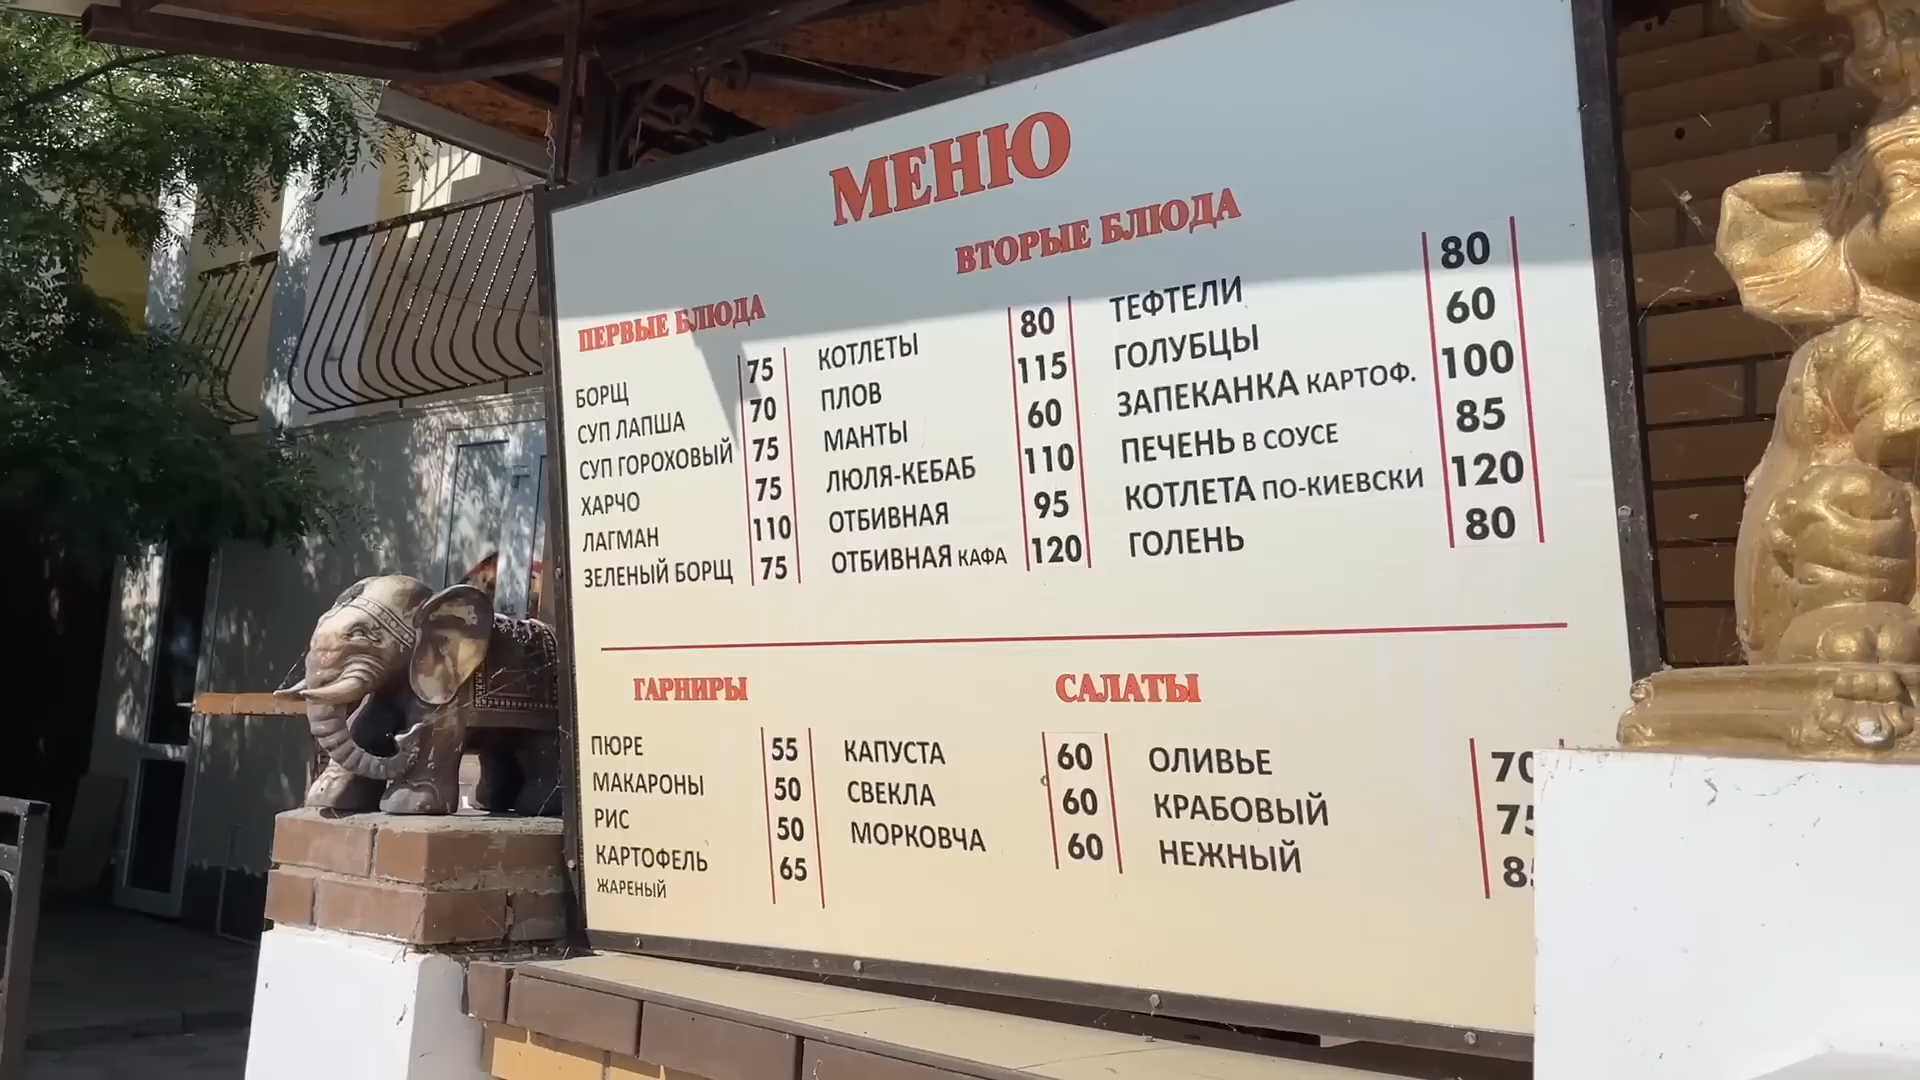 МЕНЮ
ПЕРВЫЕ БЛЮДА
БОРЩ 75
СУП ЛАПША 70
СУП ГОРОХОВЫЙ 75
ХАРЧО 75
ЛАГМАН 110
ЗЕЛЕНЫЙ БОРЩ 75
ВТОРЫЕ БЛЮДА
КОТЛЕТЫ 80
ПЛОВ 115
МАНТЫ 60
ЛЮЛЯ-КЕБАБ 110
ОТБИВНАЯ 95
ОТБИВНАЯ КАФА 120
ТЕФТЕЛИ 80
ГОЛУБЦЫ 60
ЗАПЕКАНКА КАРТОФ. 100
ПЕЧЕНЬ В СОУСЕ 85
КОТЛЕТА ПО-КИЕВСКИ 120
ГОЛЕНЬ 80
ГАРНИРЫ
ПЮРЕ 55
МАКАРОНЫ 50
РИС 50
КАРТОФЕЛЬ 65
ЖАРЕНЫЙ
САЛАТЫ
КАПУСТА 60
СВЕКЛА 60
МОРКОВЧА 60
ОЛИВЬЕ 70
КРАБОВЫЙ 75
НЕЖНЫЙ